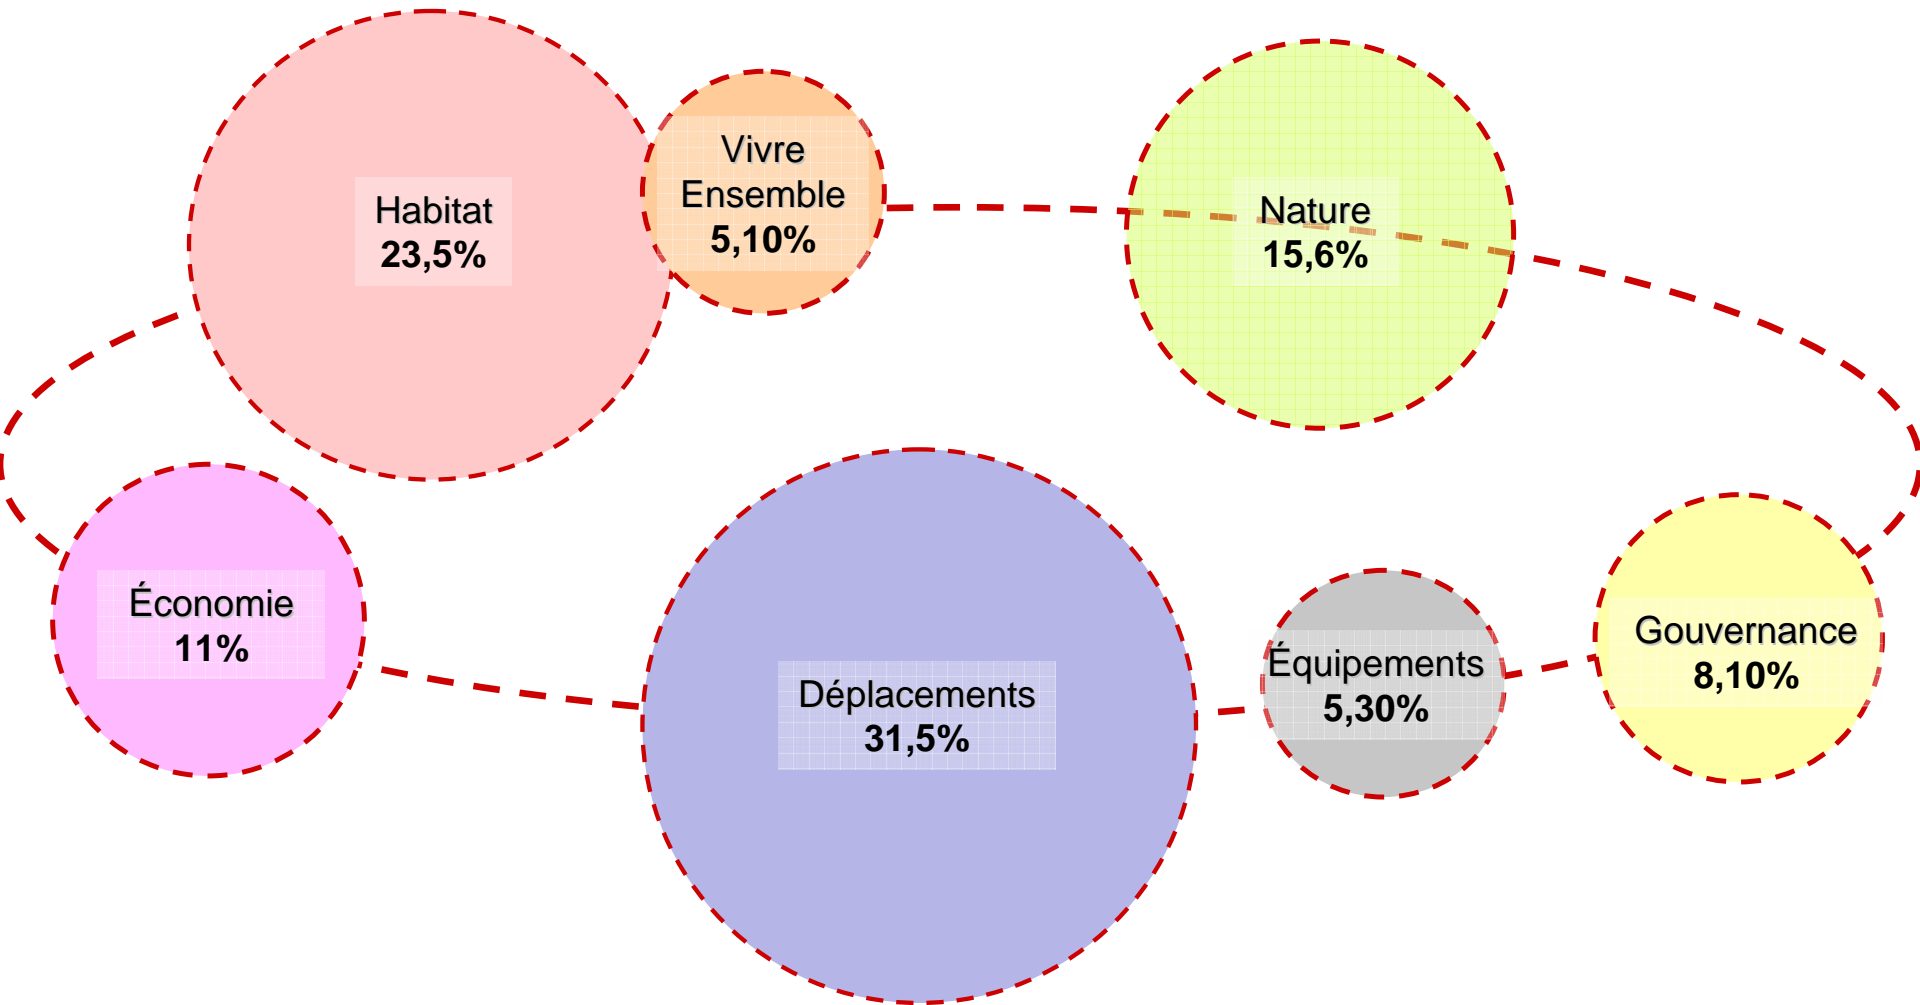 Habitat
23,5%
Vivre
Ensemble
5,10%
Nature
15,6%
Économie
11%
Déplacements
31,5%
Équipements
5,30%
Gouvernance
8,10%